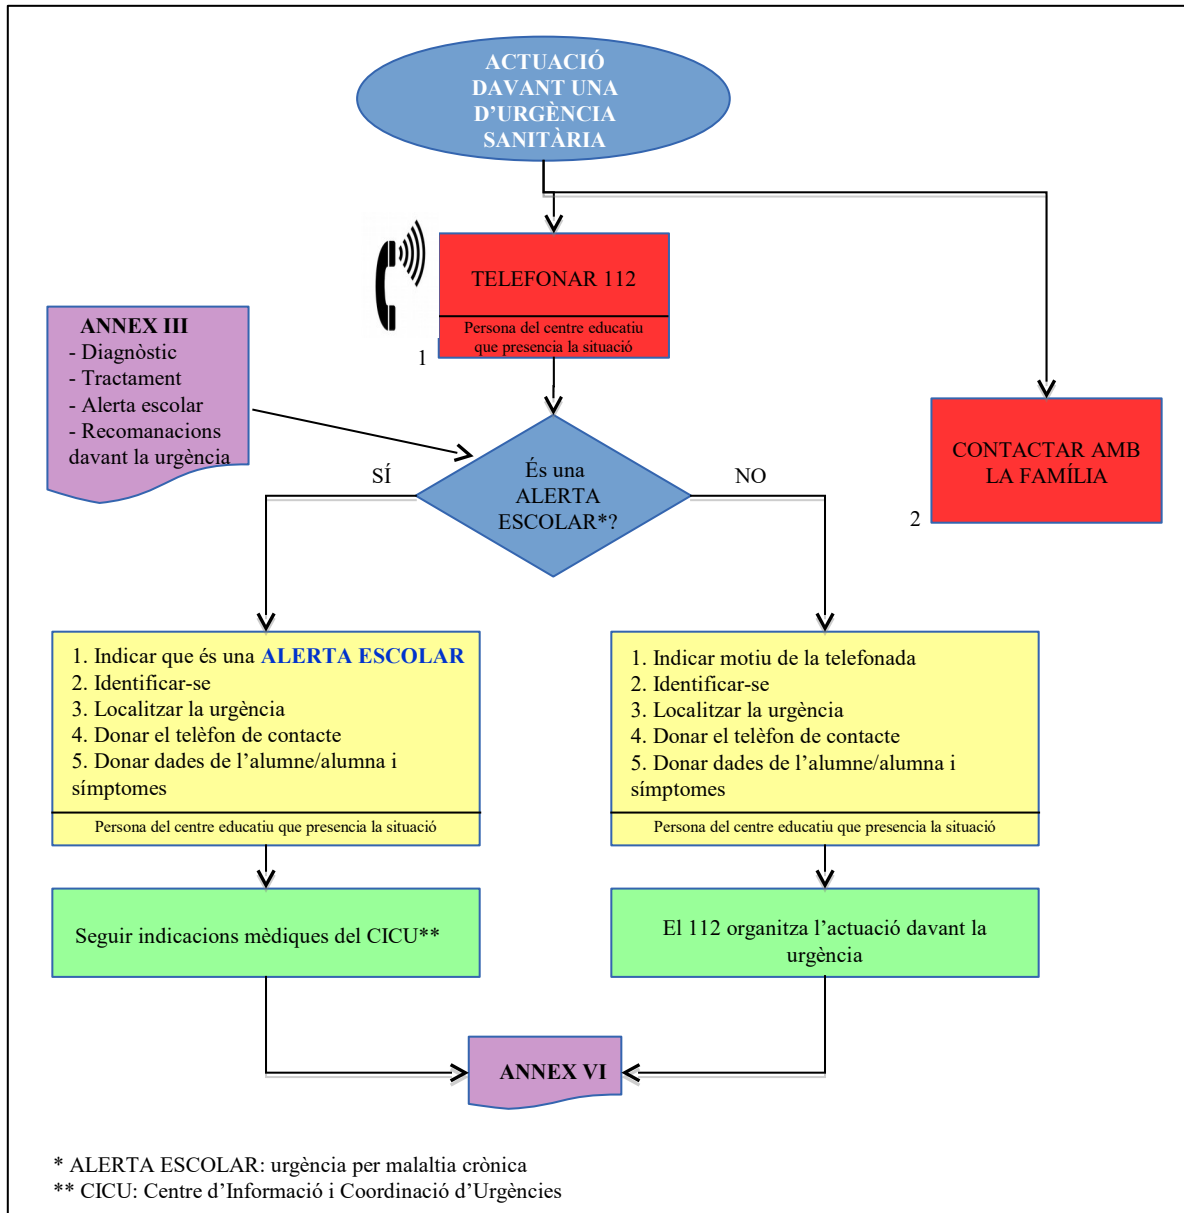 ACTUACIÓ
DAVANT UNA
D’URGÈNCIA
SANITÀRIA
TELEFONAR 112
Persona del centre educatiu
que presencia la situació
1
ANNEX III
- Diagnòstic
- Tractament
- Alerta escolar
- Recomanacions
davant la urgència
CONTACTAR AMB
LA FAMÍLIA
2
És una
ALERTA
ESCOLAR*?
SÍ
NO
1. Indicar que és una ALERTA ESCOLAR
2. Identificar-se
3. Localitzar la urgència
4. Donar el telèfon de contacte
5. Donar dades de l’alumne/alumna i
símptomes
Persona del centre educatiu que presencia la situació
1. Indicar motiu de la telefonada
2. Identificar-se
3. Localitzar la urgència
4. Donar el telèfon de contacte
5. Donar dades de l’alumne/alumna i
símptomes
Persona del centre educatiu que presencia la situació
Seguir indicacions mèdiques del CICU**
El 112 organitza l’actuació davant la
urgència
ANNEX VI
* ALERTA ESCOLAR: urgència per malaltia crònica
** CICU: Centre d’Informació i Coordinació d’Urgències